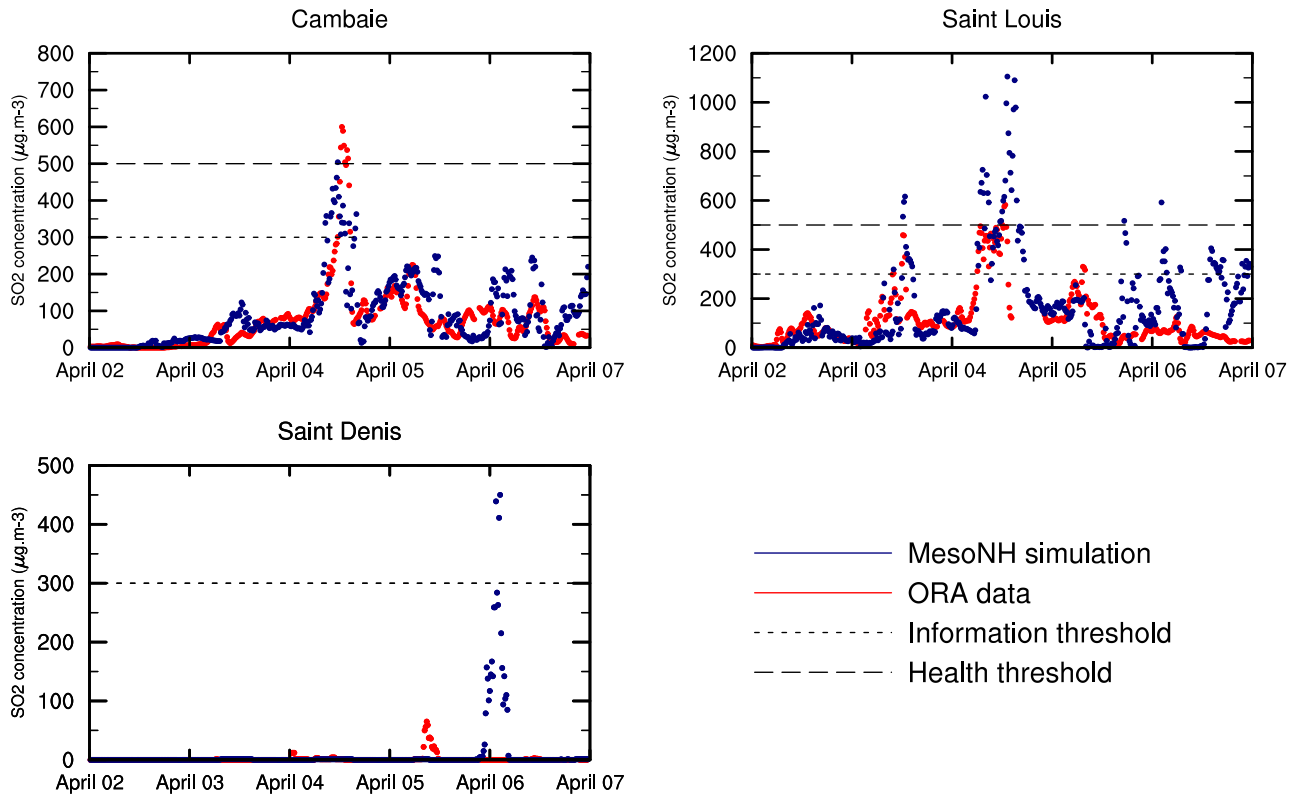 Cambaie
SO2 concentration (µg.m-3)
800
700
600
500
400
300
200
100
0
April 02 April 03 April 04 April 05 April 06 April 07
Saint Louis
SO2 concentration (µg.m-3)
1200
1000
800
600
400
200
0
April 02 April 03 April 04 April 05 April 06 April 07
Saint Denis
SO2 concentration (µg.m-3)
500
400
300
200
100
0
April 02 April 03 April 04 April 05 April 06 April 07
MesoNH simulation
ORA data
Information threshold
Health threshold